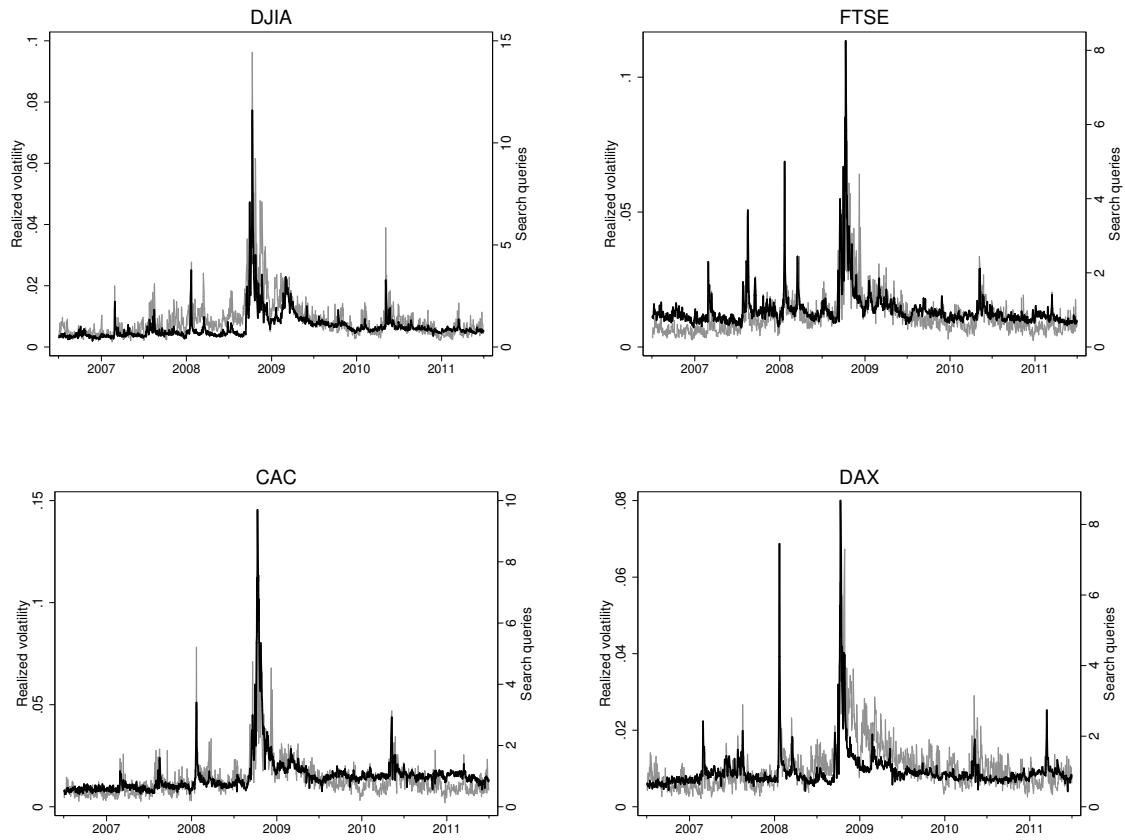 DJIA
Realized volatility
0 .02 .04 .06 .08 .1
Search queries
0 5 10 15
2007 2008 2009 2010 2011
FTSE
Realized volatility
0 .05 .1
Search queries
0 2 4 6 8
2007 2008 2009 2010 2011
CAC
Realized volatility
0 .05 .1 .15
Search queries
0 2 4 6 8 10
2007 2008 2009 2010 2011
DAX
Realized volatility
0 .02 .04 .06 .08
Search queries
0 2 4 6 8
2007 2008 2009 2010 2011